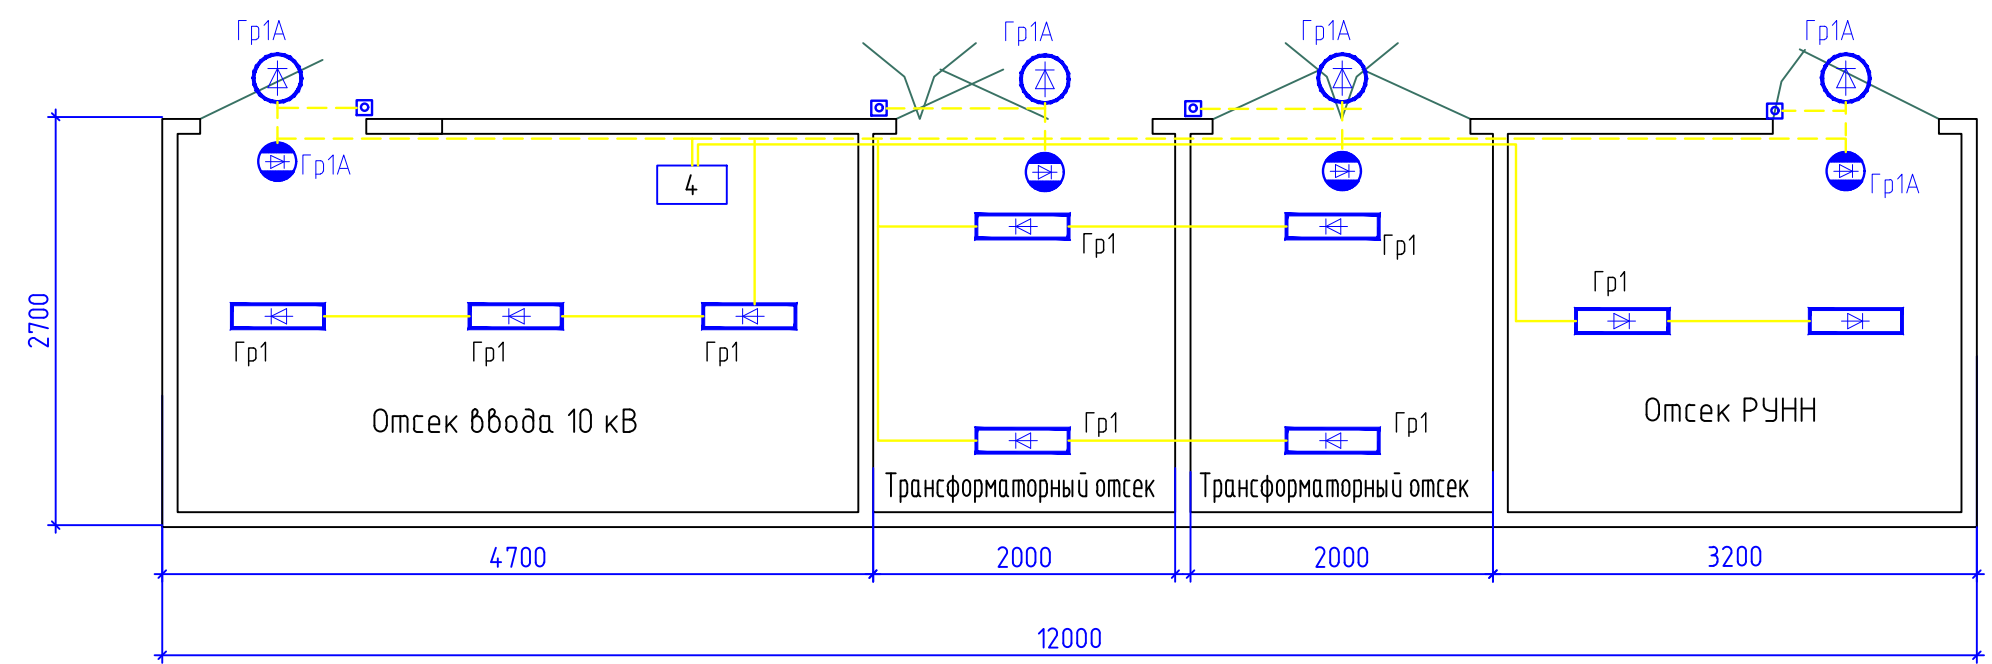 Гр1А
Гр1А
Гр1А
Гр1А
Гр1А
4
Гр1А
Гр1
Гр1
Гр1
2700
Гр1
Гр1
Гр1
Гр1
Гр1
Отсек ввода 10 кВ
Отсек РУНН
Трансформаторный отсек
Трансформаторный отсек
4700
2000
2000
3200
12000